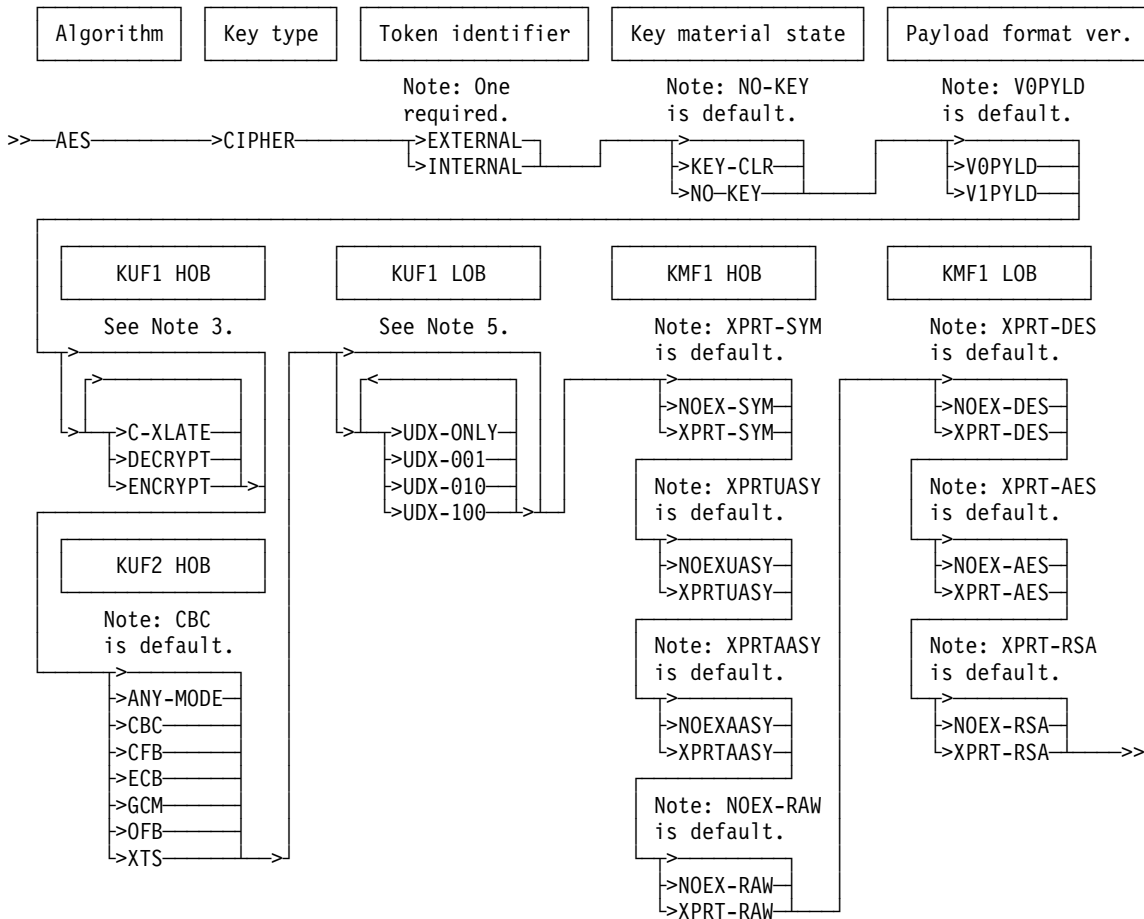 Algorithm
Key type
Token identifier
Key material state
Payload format ver.
Note: One
required.
Note: NO-KEY
is default.
Note: V0PYLD
is default.
>>—AES
>CIPHER
>EXTERNAL
>INTERNAL
>
>KEY-CLR
>NO-KEY
>
>V0PYLD
>V1PYLD
KUF1 HOB
See Note 3.
>
>
>
>C-XLATE
>DECRYPT
>ENCRYPT
>
KUF2 HOB
Note: CBC
is default.
>
>ANY-MODE
>CBC
>CFB
>ECB
>GCM
>OFB
>XTS
>
KUF1 LOB
See Note 5.
>
<
>
>UDX-ONLY
>UDX-001
>UDX-010
>UDX-100
>
KMF1 HOB
Note: XPRT-SYM
is default.
>
>NOEX-SYM
>XPRT-SYM
Note: XPRTUASY
is default.
>
>NOEXUASY
>XPRTUASY
Note: XPRTAASY
is default.
>
>NOEXAASY
>XPRTAASY
Note: NOEX-RAW
is default.
>
>NOEX-RAW
>XPRT-RAW
KMF1 LOB
Note: XPRT-DES
is default.
>
>NOEX-DES
>XPRT-DES
Note: XPRT-AES
is default.
>
>NOEX-AES
>XPRT-AES
Note: XPRT-RSA
is default.
>
>NOEX-RSA
>XPRT-RSA
>>